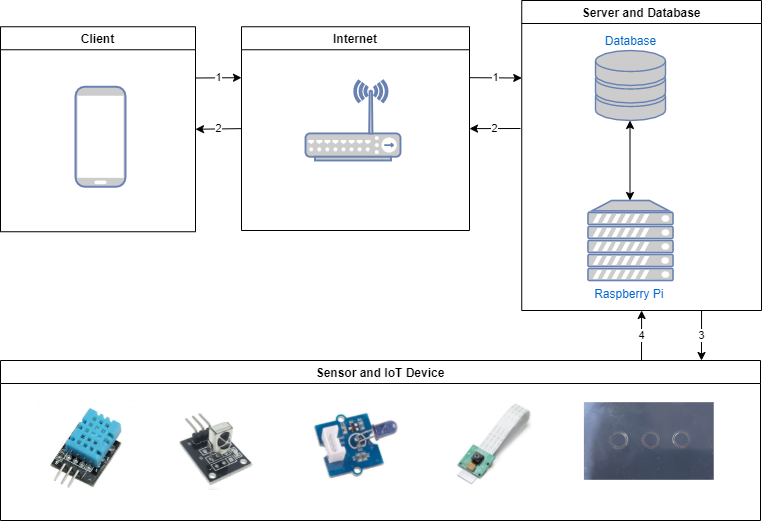 Server and Database
Client
Internet
Database
1
1
2
2
Raspberry Pi
4
3
Sensor and IoT Device